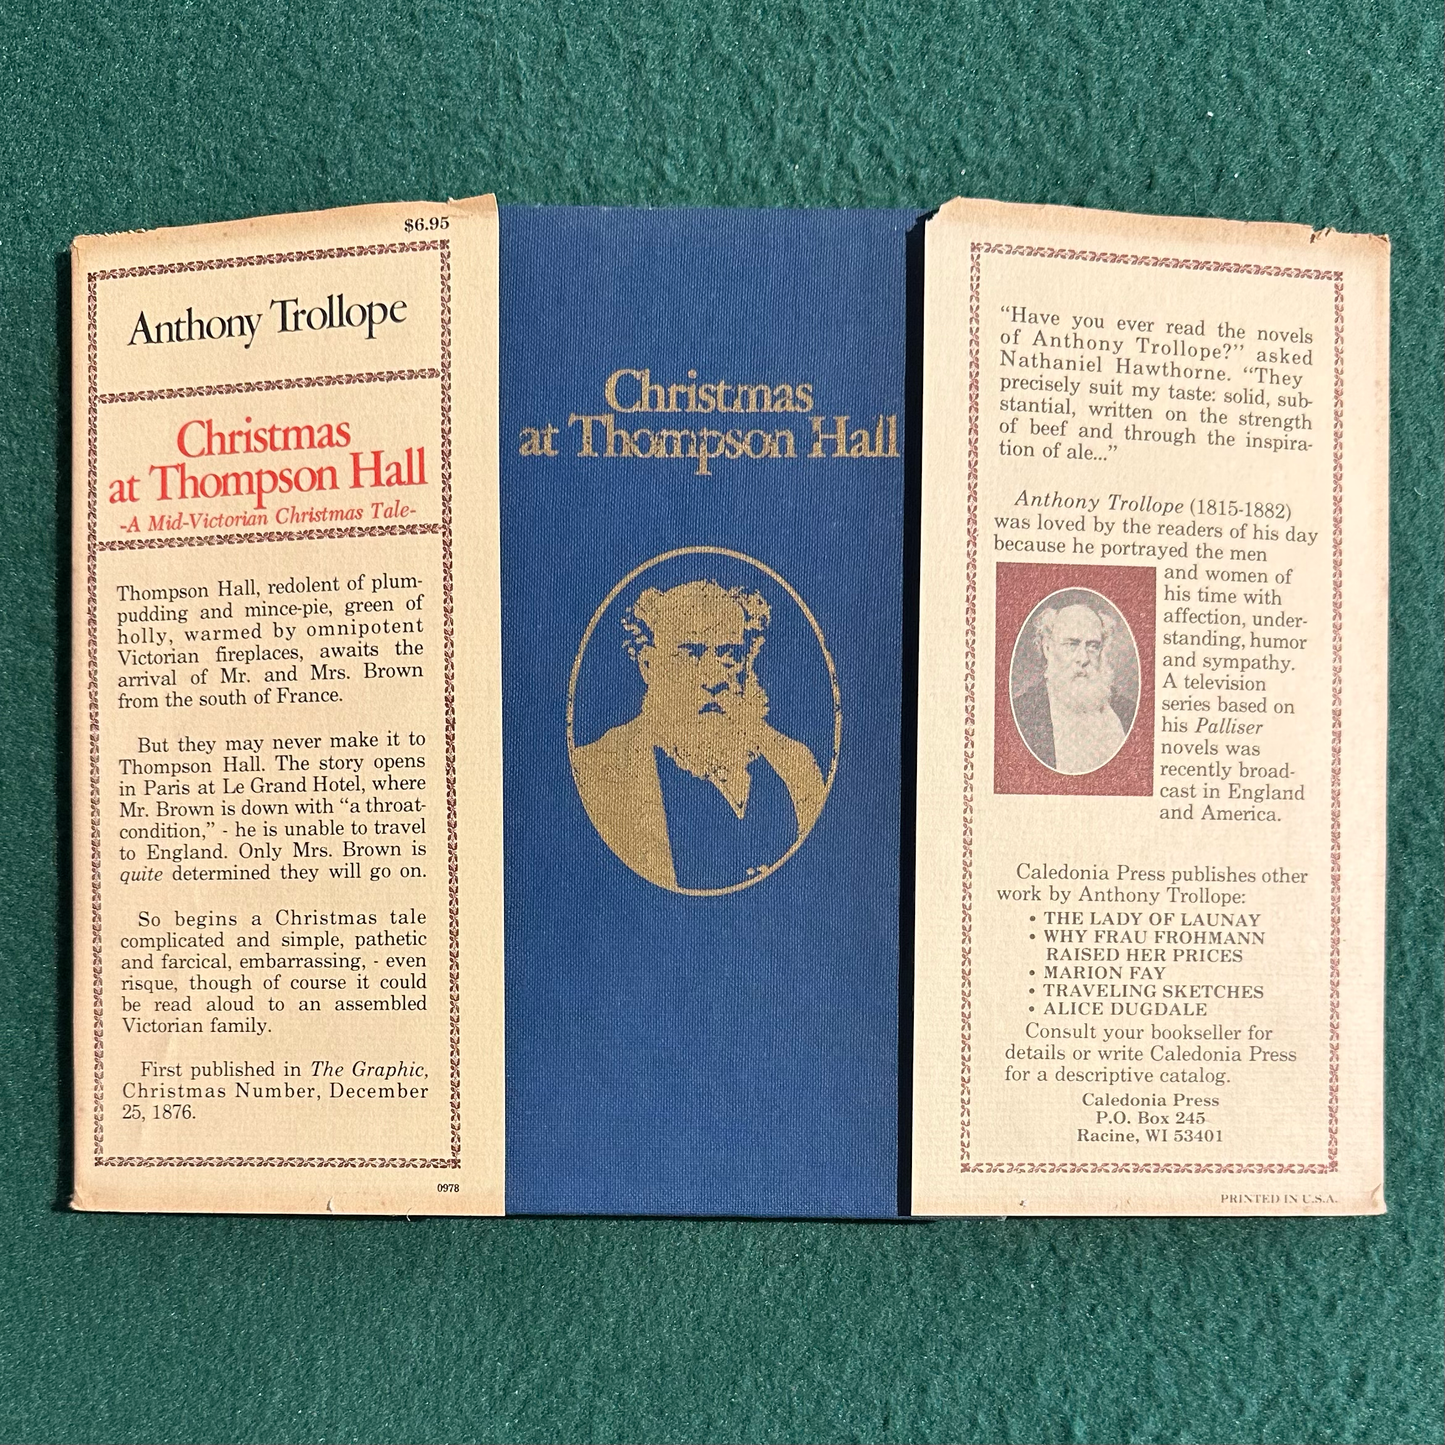 $6.95
Anthony Trollope
Christmas
at Thompson Hall
-A Mid-Victorian Christmas Tale-
Thompson Hall, redolent of plum-
pudding and mince-pie, green of
holly, warmed by omnipotent
Victorian fireplaces, awaits the
arrival of Mr. and Mrs. Brown
from the south of France.
But they may never make it to
Thompson Hall. The story opens
in Paris at Le Grand Hotel, where
Mr. Brown is down with “a throat-
condition,” - he is unable to travel
to England. Only Mrs. Brown is
quite determined they will go on.
So begins a Christmas tale
complicated and simple, pathetic
and farcical, embarrassing, - even
risque, though of course it could
be read aloud to an assembled
Victorian family.
First published in The Graphic,
Christmas Number, December
25, 1876.
0978
Christmas
at Thompson Hall
“Have you ever read the novels
of Anthony Trollope?” asked
Nathaniel Hawthorne. “They
precisely suit my taste: solid, sub-
stantial, written on the strength
of beef and through the inspira-
tion of ale...”
Anthony Trollope (1815-1882)
was loved by the readers of his day
because he portrayed the men
and women of
his time with
affection, under-
standing, humor
and sympathy.
A television
series based on
his Palliser
novels was
recently broad-
cast in England
and America.
Caledonia Press publishes other
work by Anthony Trollope:
• THE LADY OF LAUNAY
• WHY FRAU FROHMANN
RAISED HER PRICES
• MARION FAY
• TRAVELING SKETCHES
• ALICE DUGDALE
Consult your bookseller for
details or write Caledonia Press
for a descriptive catalog.
Caledonia Press
P.O. Box 245
Racine, WI 53401
PRINTED IN U.S.A.